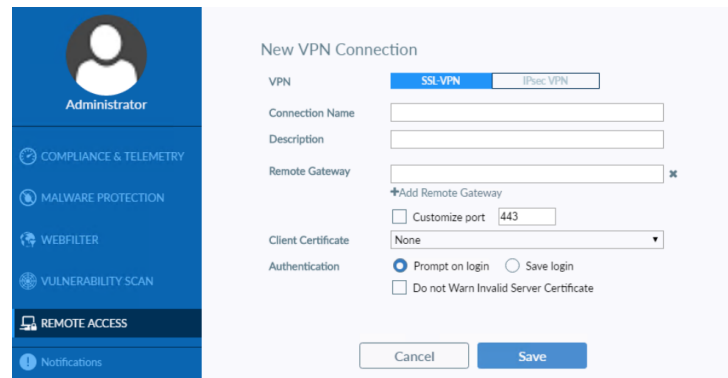 Administrator
COMPLIANCE & TELEMETRY
MALWARE PROTECTION
WEBFILTER
VULNERABILITY SCAN
REMOTE ACCESS
Notifications
New VPN Connection
VPN SSL-VPN IPsec VPN
Connection Name
Description
Remote Gateway
+Add Remote Gateway
Customize port 443
Client Certificate None
Authentication Prompt on login Save login
Do not Warn Invalid Server Certificate
Cancel Save